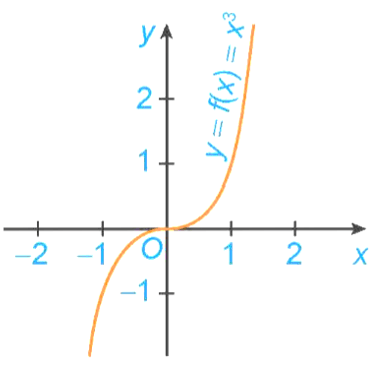 y
y = f(x) = x³
2
1
–2 –1 O 1 2 x
–1